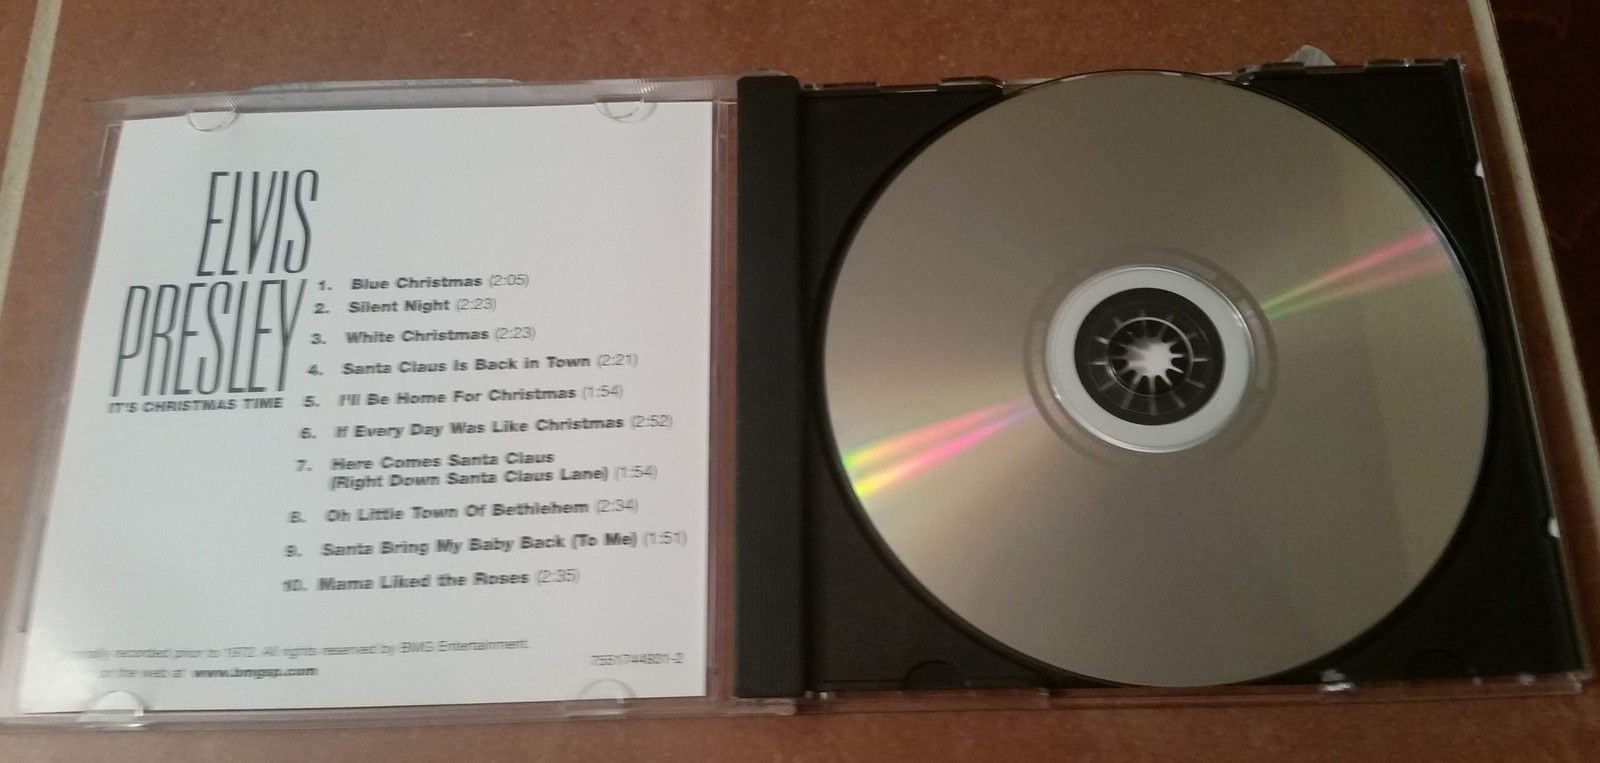 ELVIS
PRESLEY
IT'S CHRISTMAS TIME
1. Blue Christmas (2:05)
2. Silent Night (2:23)
3. White Christmas (2:23)
4. Santa Claus Is Back in Town (2:21)
5. I'll Be Home For Christmas (1:54)
6. If Every Day Was Like Christmas (2:52)
7. Here Comes Santa Claus
(Right Down Santa Claus Lane) (1:54)
8. Oh Little Town Of Bethlehem (2:34)
9. Santa Bring My Baby Back (To Me) (1:51)
10. Mama Liked the Roses (2:35)
recorded prior to 1972. All rights reserved by BMG Entertainment.
on the web at www.bmgsp.com